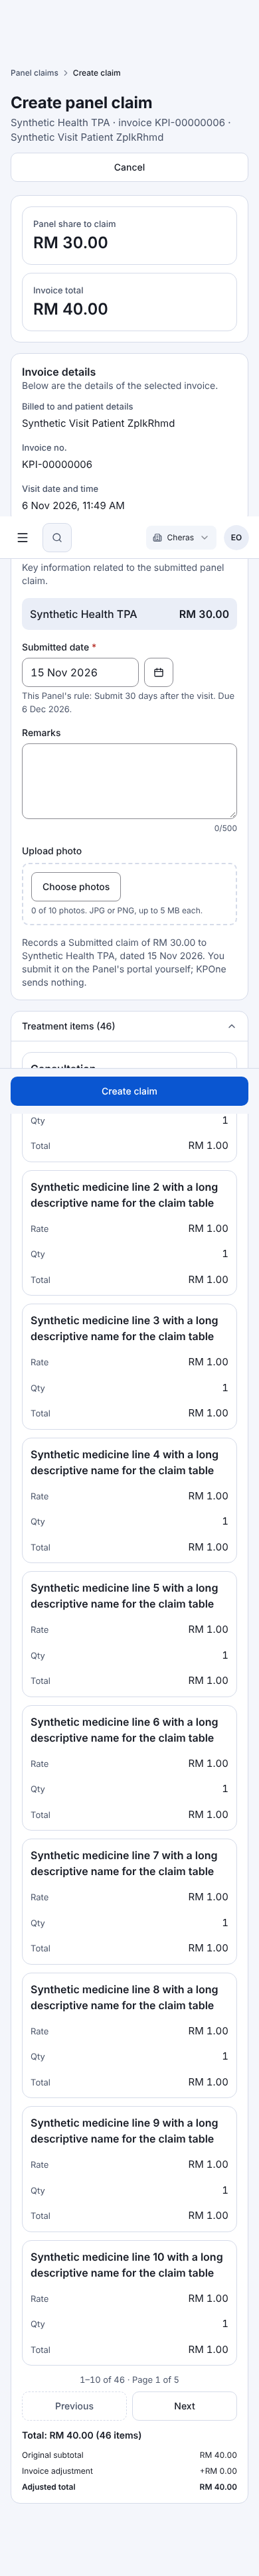 Panel claims > Create claim
Create panel claim
Synthetic Health TPA · invoice KPI-00000006 ·
Synthetic Visit Patient ZplkRhmd
Cancel
Panel share to claim
RM 30.00
Invoice total
RM 40.00
Invoice details
Below are the details of the selected invoice.
Billed to and patient details
Synthetic Visit Patient ZplkRhmd
Invoice no.
KPI-00000006
Visit date and time
6 Nov 2026, 11:49 AM
Cheras
EO
Key information related to the submitted panel
claim.
Synthetic Health TPA RM 30.00
Submitted date *
15 Nov 2026
This Panel's rule: Submit 30 days after the visit. Due
6 Dec 2026.
Remarks
0/500
Upload photo
Choose photos
0 of 10 photos. JPG or PNG, up to 5 MB each.
Records a Submitted claim of RM 30.00 to
Synthetic Health TPA, dated 15 Nov 2026. You
submit it on the Panel's portal yourself; KPOne
sends nothing.
Treatment items (46)
Consultation
Create claim
Qty 1
Total RM 1.00
Synthetic medicine line 2 with a long
descriptive name for the claim table
Rate RM 1.00
Qty 1
Total RM 1.00
Synthetic medicine line 3 with a long
descriptive name for the claim table
Rate RM 1.00
Qty 1
Total RM 1.00
Synthetic medicine line 4 with a long
descriptive name for the claim table
Rate RM 1.00
Qty 1
Total RM 1.00
Synthetic medicine line 5 with a long
descriptive name for the claim table
Rate RM 1.00
Qty 1
Total RM 1.00
Synthetic medicine line 6 with a long
descriptive name for the claim table
Rate RM 1.00
Qty 1
Total RM 1.00
Synthetic medicine line 7 with a long
descriptive name for the claim table
Rate RM 1.00
Qty 1
Total RM 1.00
Synthetic medicine line 8 with a long
descriptive name for the claim table
Rate RM 1.00
Qty 1
Total RM 1.00
Synthetic medicine line 9 with a long
descriptive name for the claim table
Rate RM 1.00
Qty 1
Total RM 1.00
Synthetic medicine line 10 with a long
descriptive name for the claim table
Rate RM 1.00
Qty 1
Total RM 1.00
1–10 of 46 · Page 1 of 5
Previous Next
Total: RM 40.00 (46 items)
Original subtotal RM 40.00
Invoice adjustment +RM 0.00
Adjusted total RM 40.00